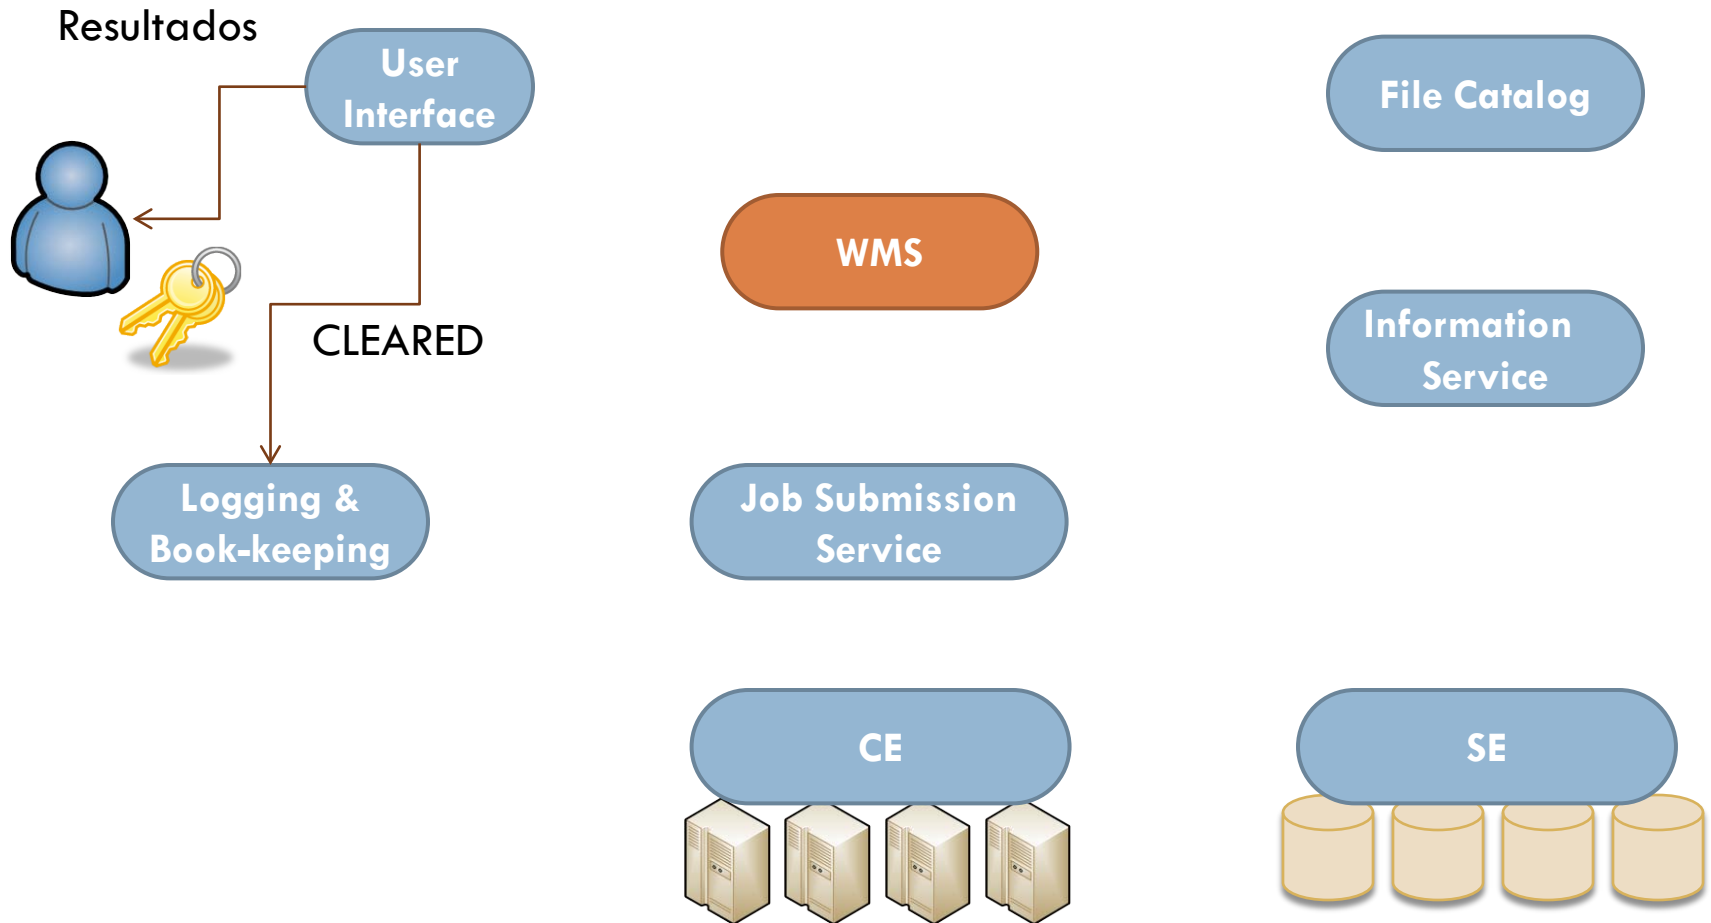 Resultados
User
Interface
File Catalog
WMS
Information
Service
CLEARED
Logging &
Book-keeping
Job Submission
Service
CE
SE